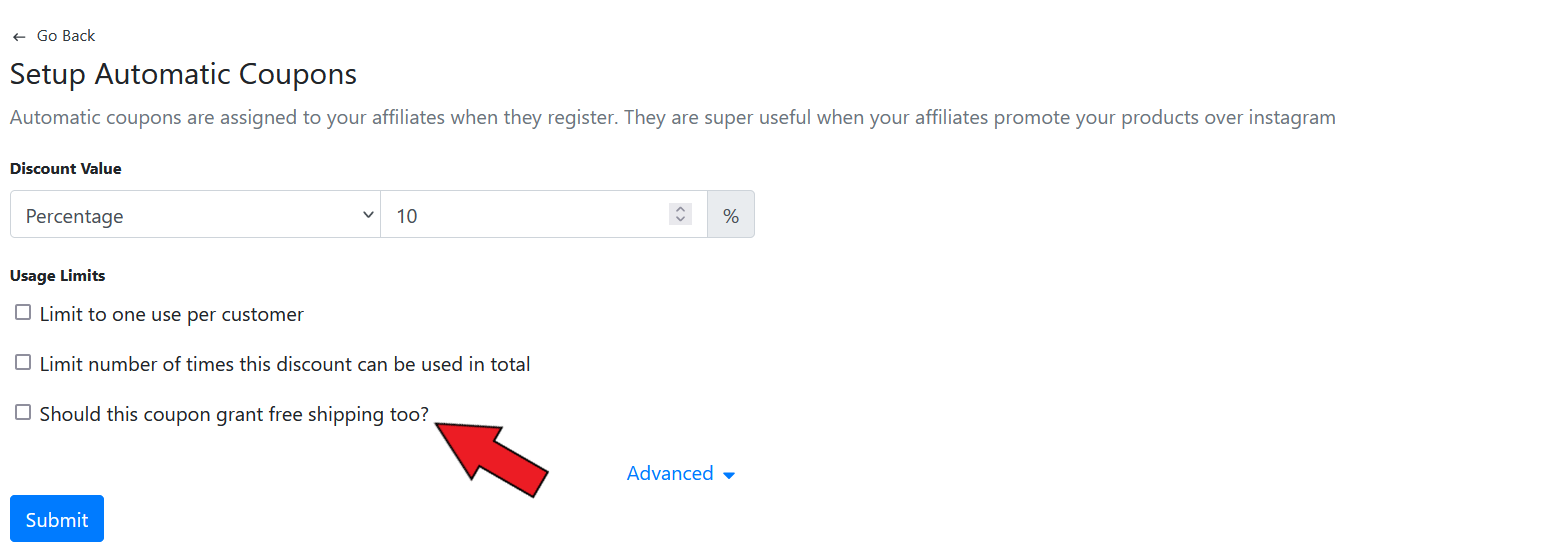 ← Go Back
Setup Automatic Coupons
Automatic coupons are assigned to your affiliates when they register. They are super useful when your affiliates promote your products over instagram
Discount Value
Percentage 10 %
Usage Limits
Limit to one use per customer
Limit number of times this discount can be used in total
Should this coupon grant free shipping too?
Advanced
Submit